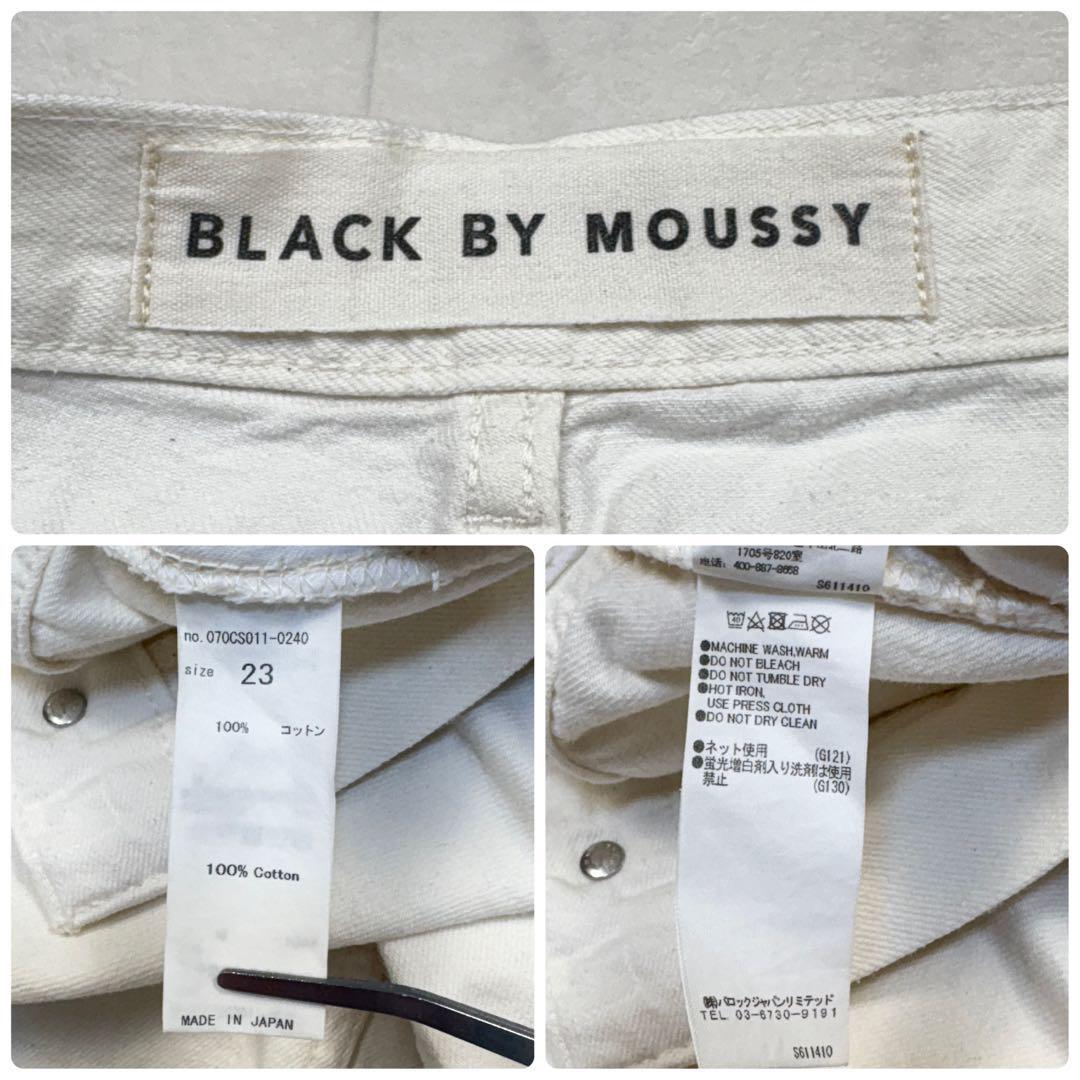 BLACK BY MOUSSY
no. 070CS011-0240
size 23
100% コットン
100% Cotton
MADE IN JAPAN
1705号820室
电话: 400-887-8668
S611410
40
●MACHINE WASH,WARM
●DO NOT BLEACH
●DO NOT TUMBLE DRY
●HOT IRON,
USE PRESS CLOTH
●DO NOT DRY CLEAN
●ネット使用 (G121)
●蛍光増白剤入り洗剤は使用
禁止 (G130)
㈱バロックジャパンリミテッド
TEL. 03-6730-9191
S611410